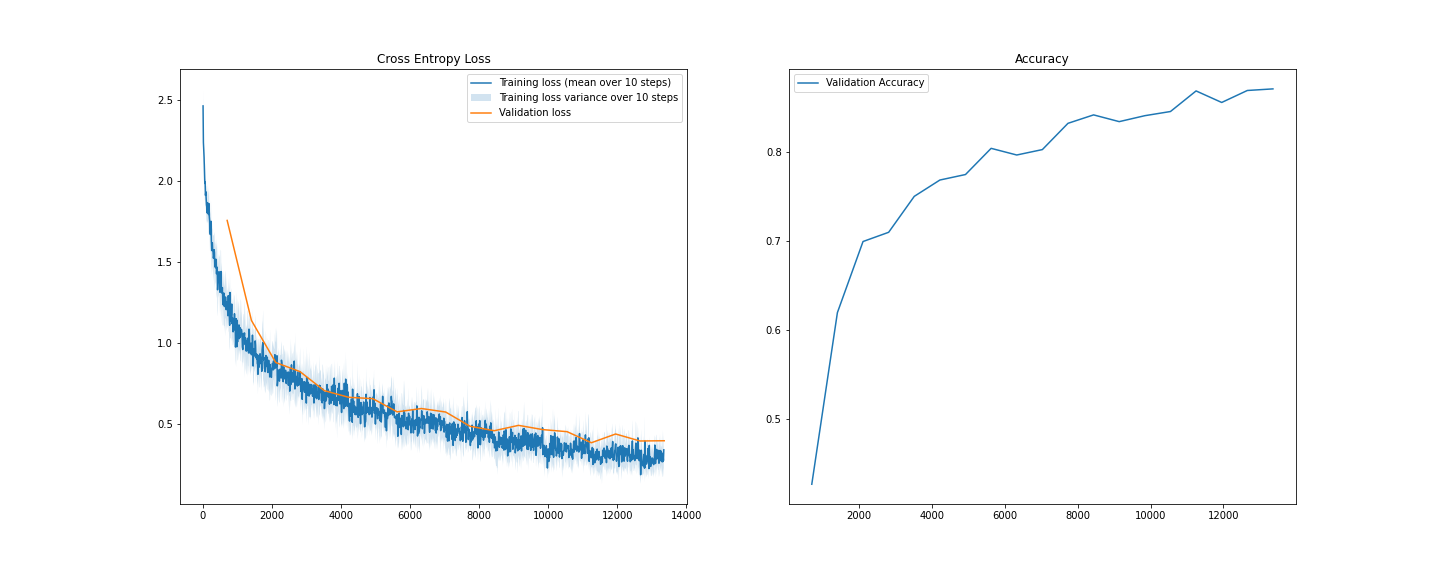 Cross Entropy Loss
Training loss (mean over 10 steps)
Training loss variance over 10 steps
Validation loss
2.5
2.0
1.5
1.0
0.5
0 2000 4000 6000 8000 10000 12000 14000
Accuracy
Validation Accuracy
0.8
0.7
0.6
0.5
2000 4000 6000 8000 10000 12000